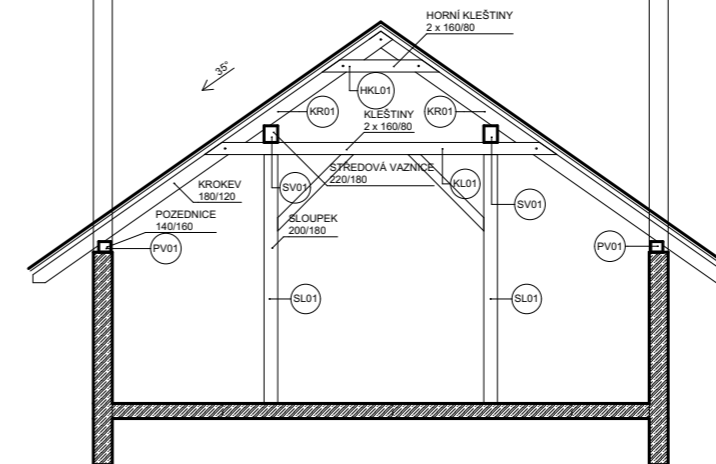 HORNÍ KLEŠTINY
2 x 160/80
35°
HKL01
KR01
KLEŠTINY
2 x 160/80
KR01
STŘEDOVÁ VAZNICE
220/180
KL01
KROKEV
180/120
SV01
SV01
POZEDNICE
140/160
SLOUPEK
200/180
PV01
PV01
SL01
SL01